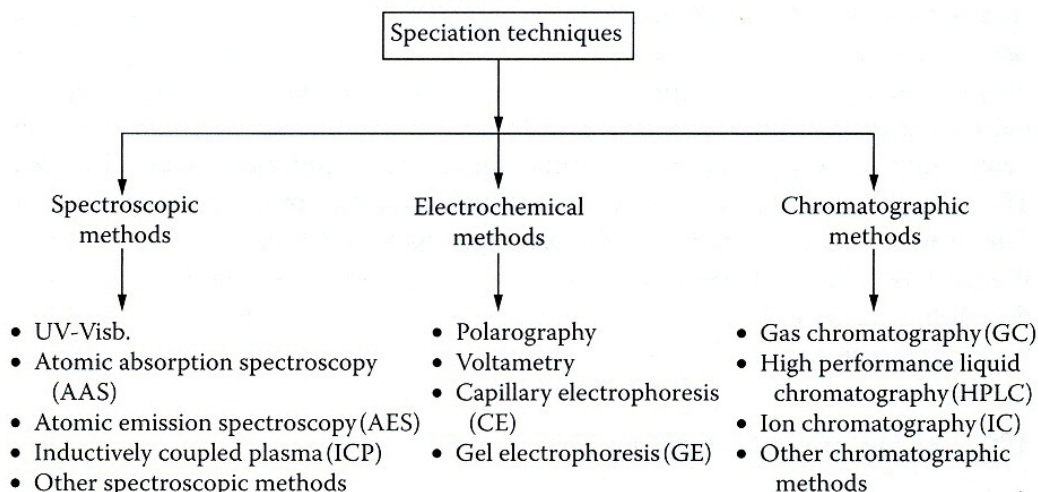 Speciation techniques
Spectroscopic
methods
Electrochemical
methods
Chromatographic
methods
• UV-Visb.
• Atomic absorption spectroscopy
(AAS)
• Atomic emission spectroscopy (AES)
• Inductively coupled plasma (ICP)
• Other spectroscopic methods
• Polarography
• Voltametry
• Capillary electrophoresis
(CE)
• Gel electrophoresis (GE)
• Gas chromatography (GC)
• High performance liquid
chromatography (HPLC)
• Ion chromatography (IC)
• Other chromatographic
methods